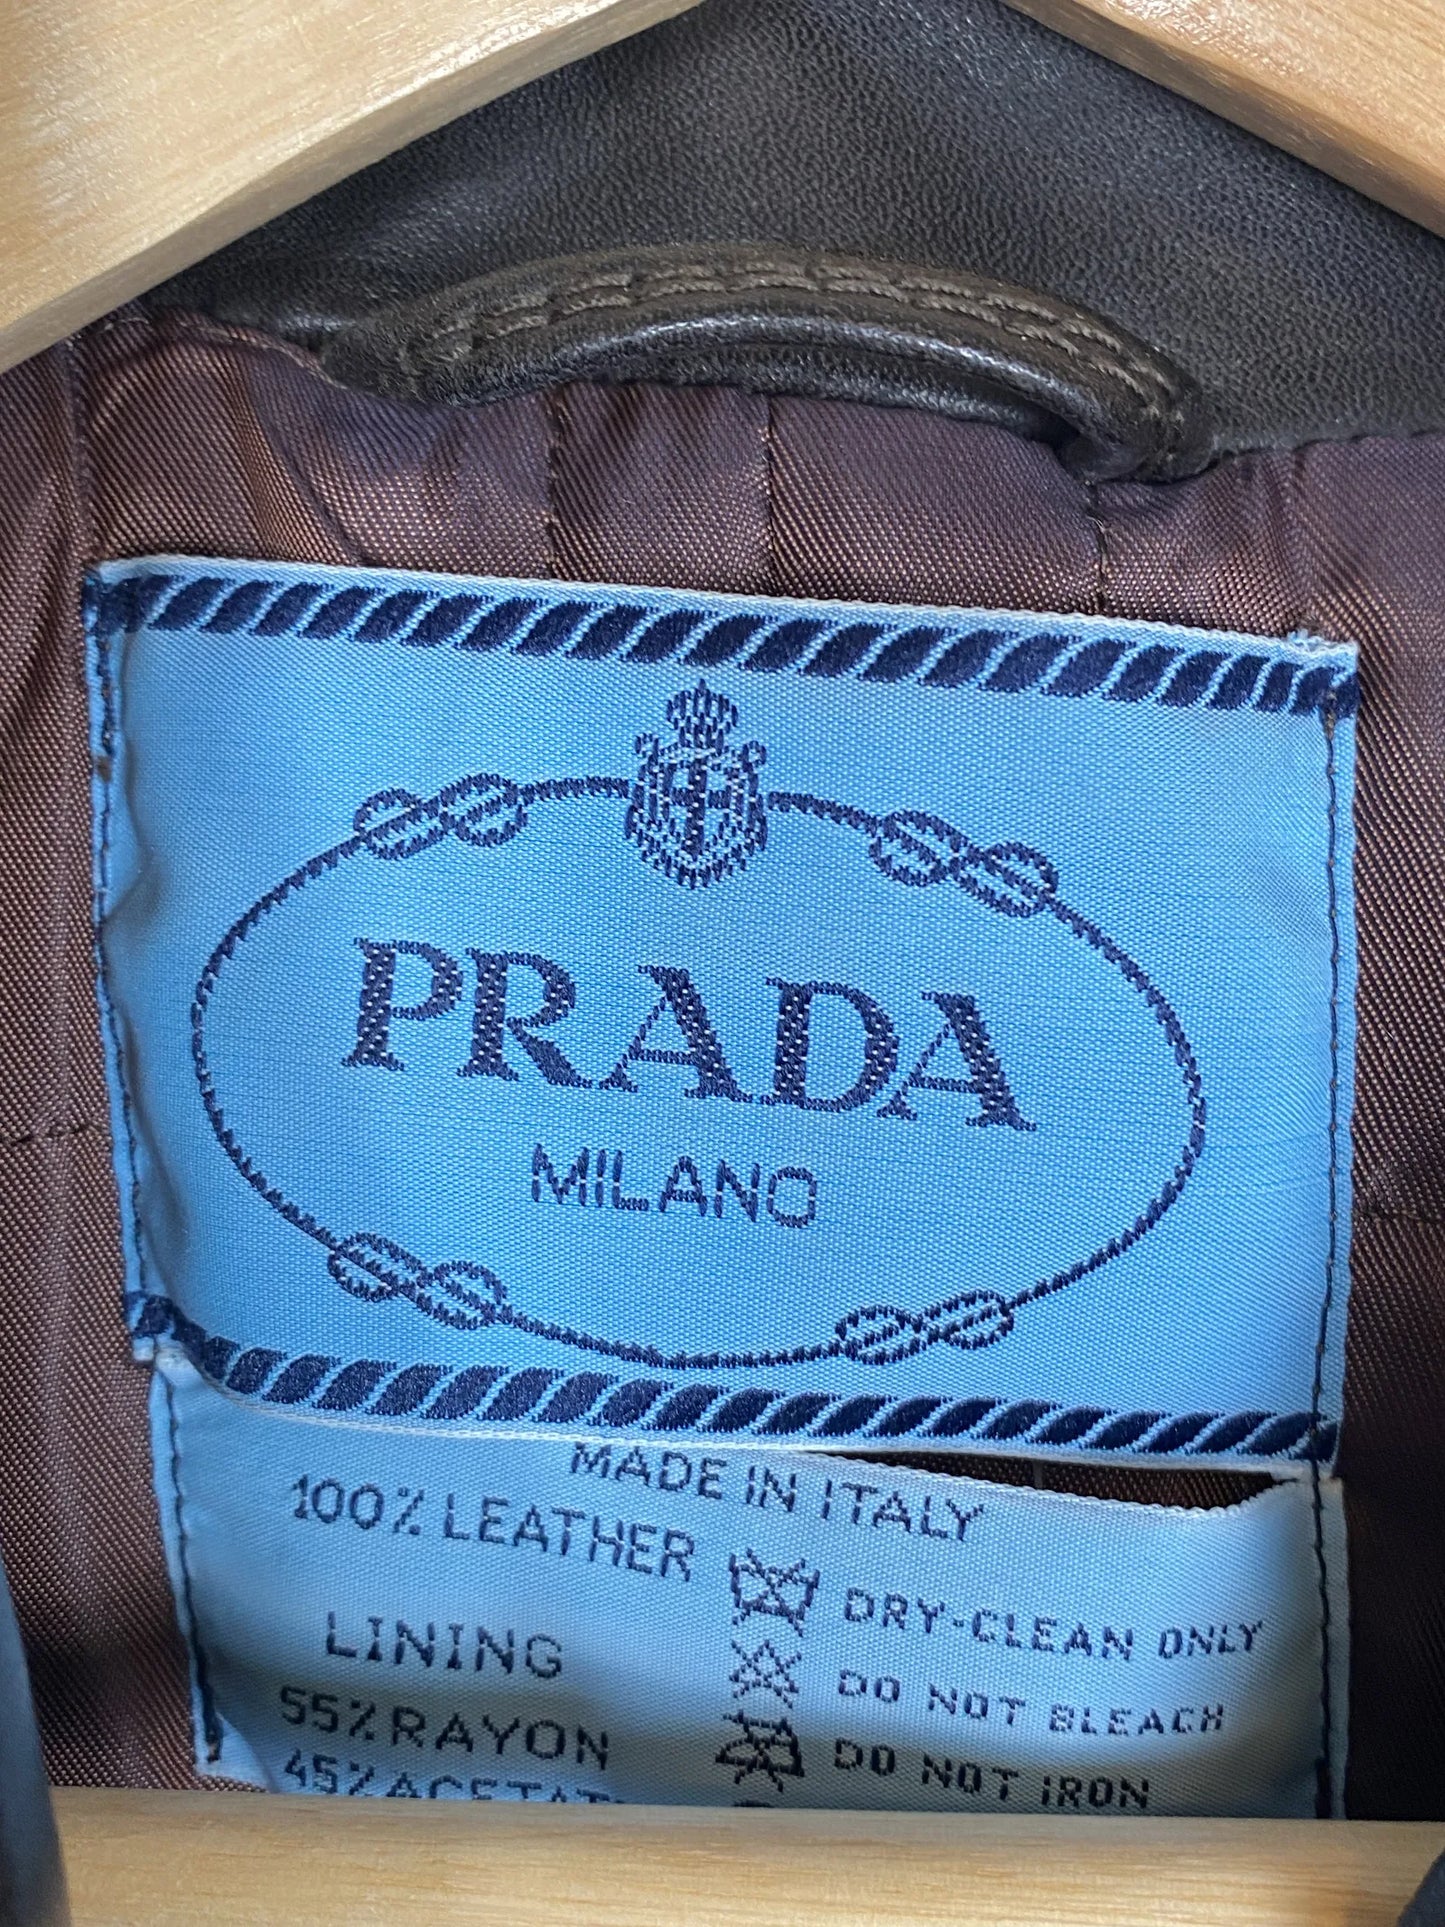 PRADA
MILANO
MADE IN ITALY
100% LEATHER
DRY-CLEAN ONLY
LINING
DO NOT BLEACH
55% RAYON
DO NOT IRON
45%